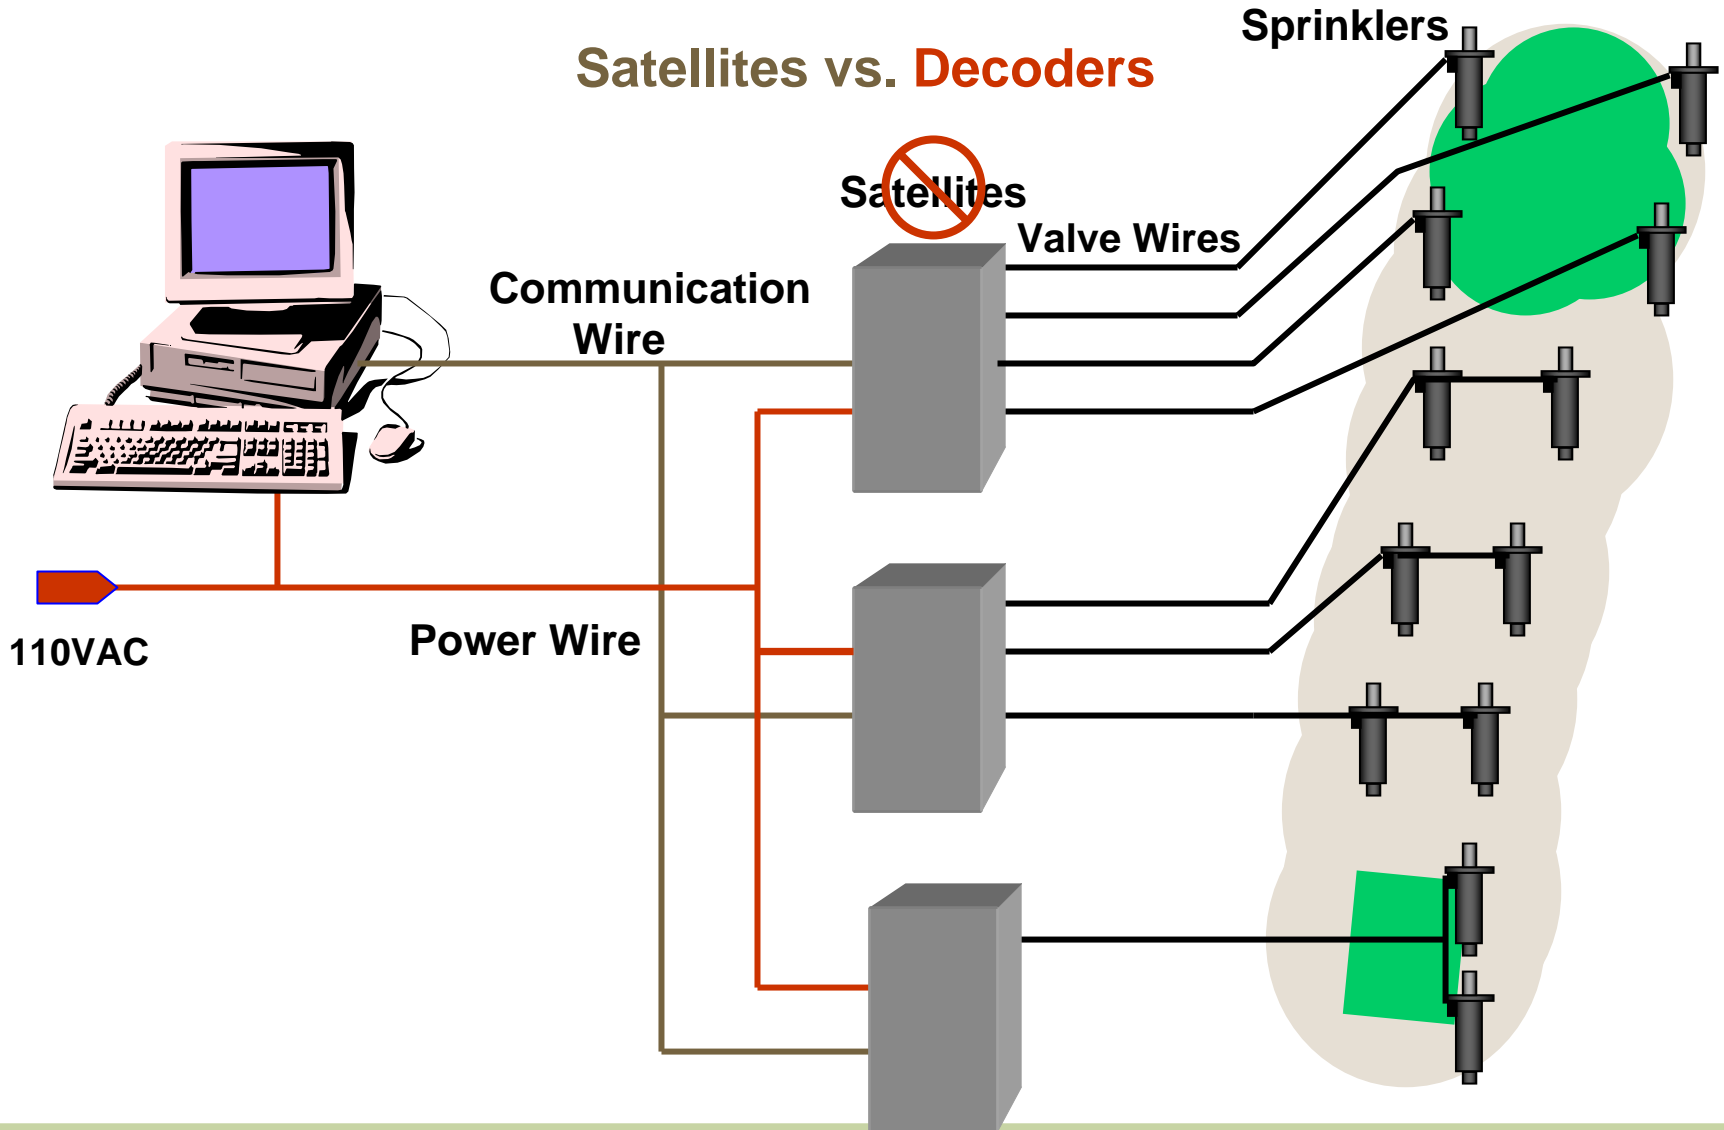 Sprinklers
Satellites vs. Decoders
Satellites
Valve Wires
Communication
Wire
Power Wire
110VAC